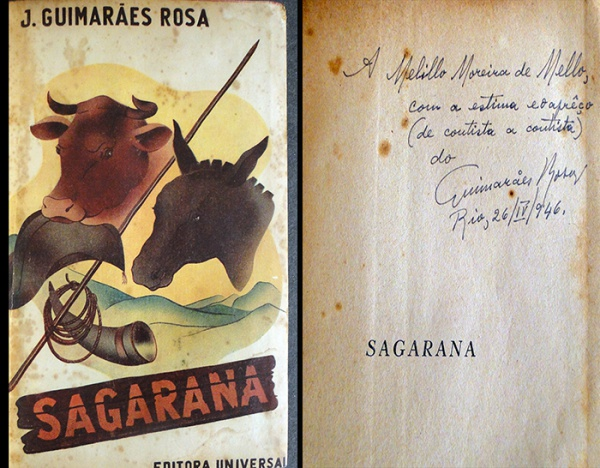 J. GUIMARÃES ROSA
SAGARANA
EDITORA UNIVERSAL
A Melillo Moreira de Mello,
com a estima e o aprêço
(de contista a contista)
do
Guimarães Rosa
Rio, 26/IV/946.
SAGARANA